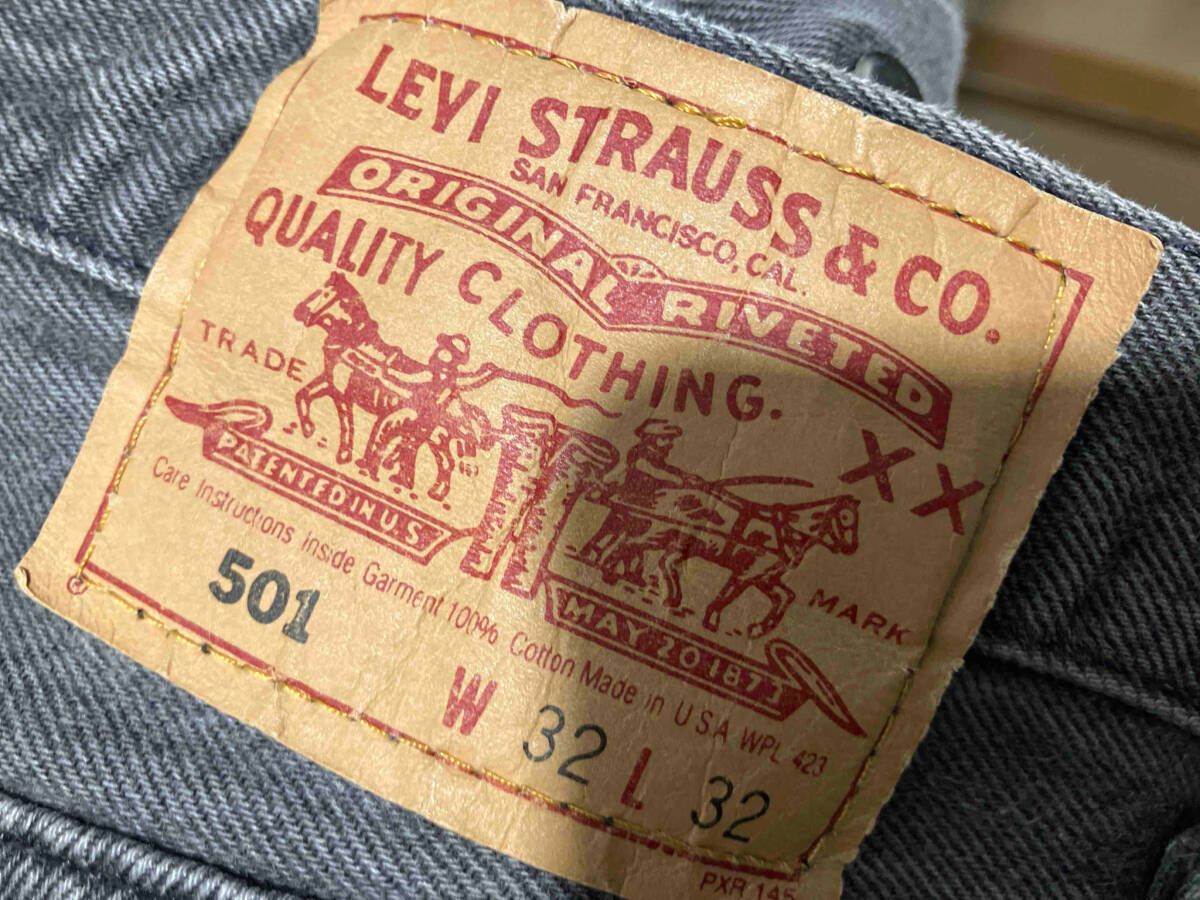 LEVI STRAUSS & CO.
SAN FRANCISCO, CAL.
ORIGINAL RIVETED
QUALITY CLOTHING.
XX
TRADE MARK
PATENTED IN U.S.
MAY 20 1873
Care Instructions inside Garment 100% Cotton Made in U S A WPL 423
501
W 32 L 32
®
PXR 145